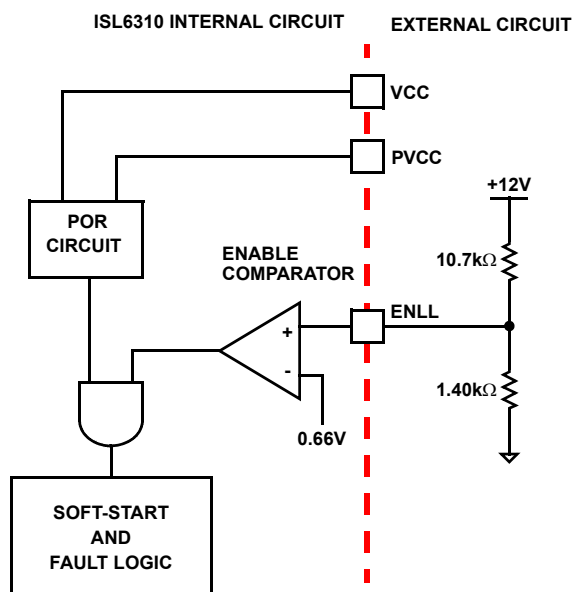 ISL6310 INTERNAL CIRCUIT
EXTERNAL CIRCUIT
VCC
PVCC
+12V
POR
CIRCUIT
10.7kΩ
ENABLE
COMPARATOR
ENLL
+
-
1.40kΩ
0.66V
SOFT-START
AND
FAULT LOGIC